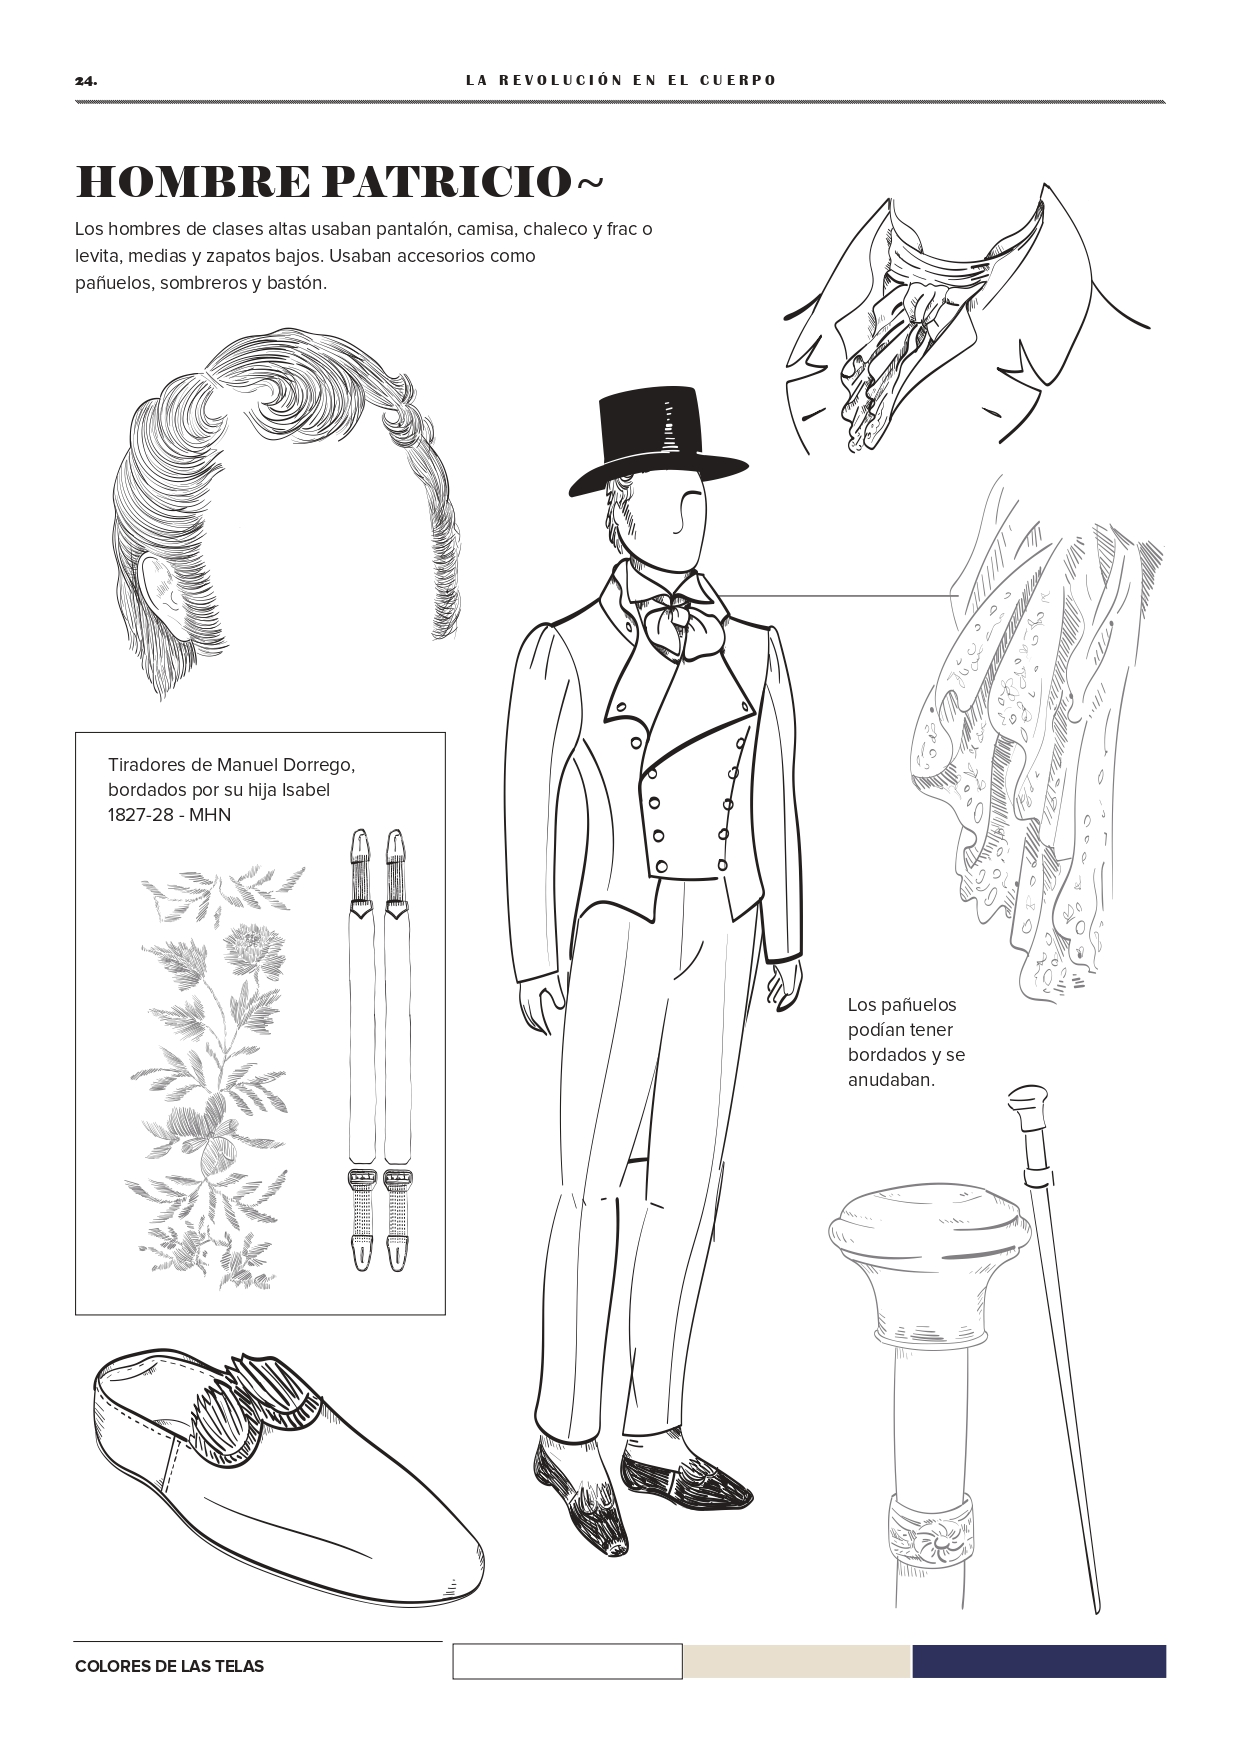 24.
LA REVOLUCIÓN EN EL CUERPO
HOMBRE PATRICIO~
Los hombres de clases altas usaban pantalón, camisa, chaleco y frac o
levita, medias y zapatos bajos. Usaban accesorios como
pañuelos, sombreros y bastón.
Tiradores de Manuel Dorrego,
bordados por su hija Isabel
1827-28 - MHN
Los pañuelos
podían tener
bordados y se
anudaban.
COLORES DE LAS TELAS